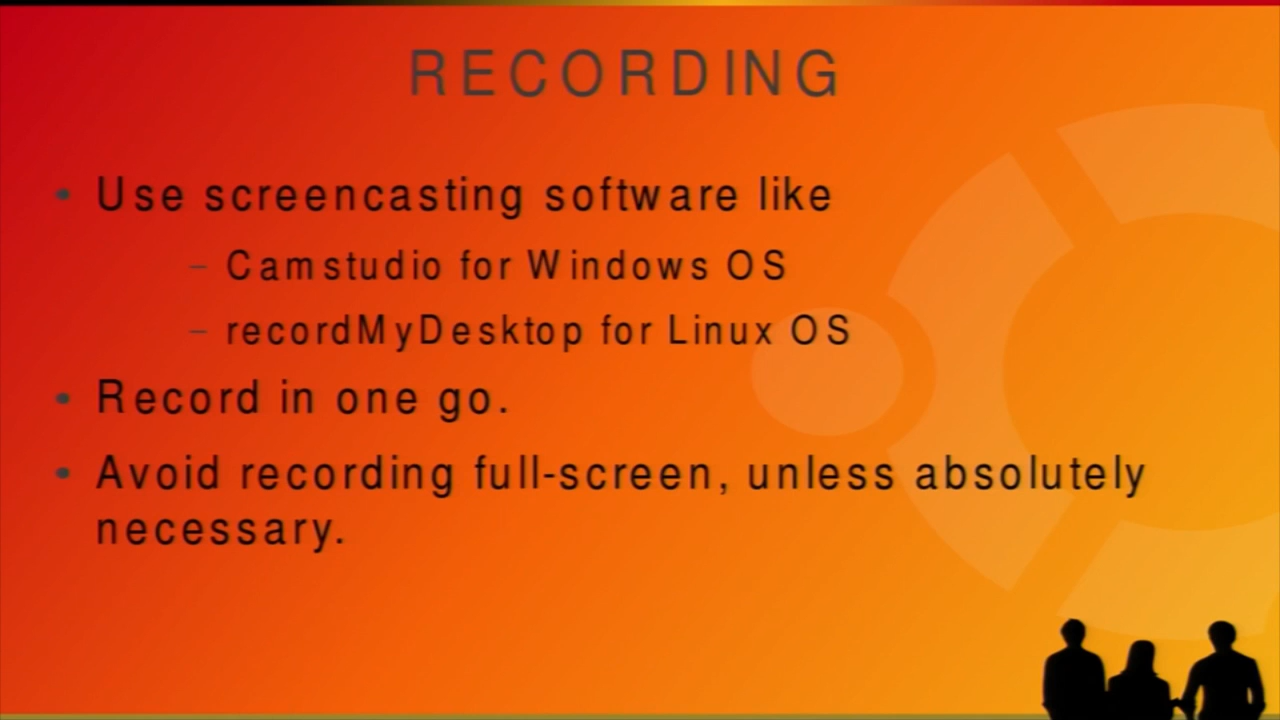 RECORDING
• Use screencasting software like
– Camstudio for Windows OS
– recordMyDesktop for Linux OS
• Record in one go.
• Avoid recording full-screen, unless absolutely
necessary.